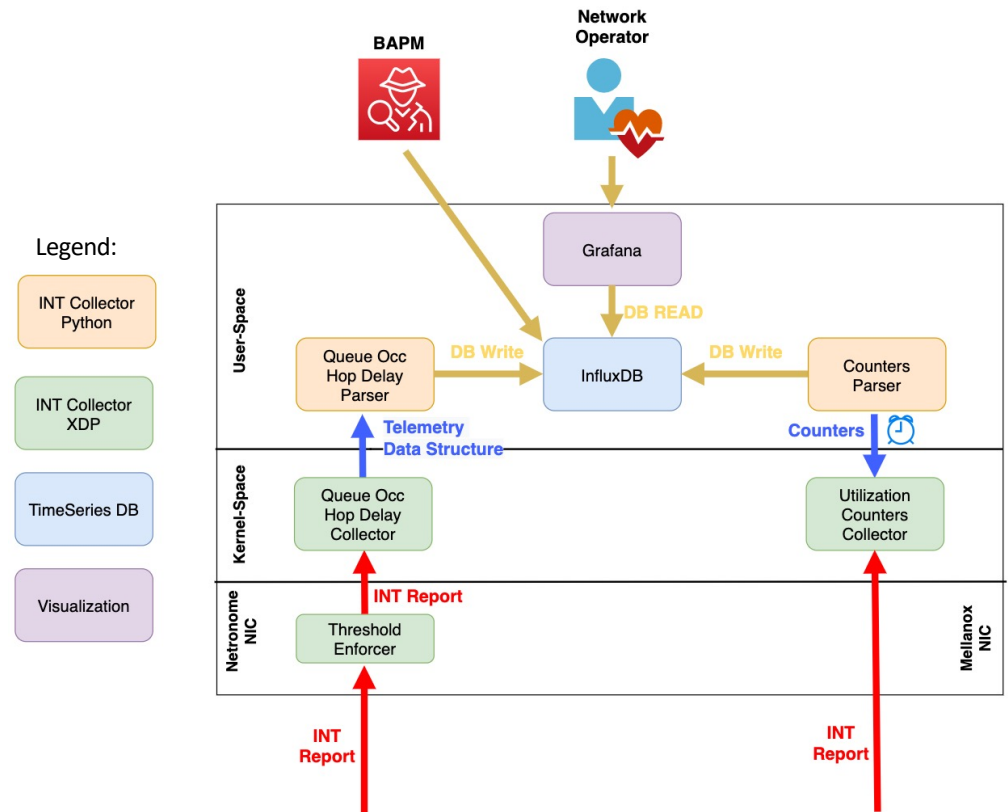 Network
Operator
BAPM
Legend:
INT Collector
Python
INT Collector
XDP
TimeSeries DB
Visualization
User-Space
Grafana
DB READ
Queue Occ
Hop Delay
Parser
DB Write
InfluxDB
DB Write
Counters
Parser
Telemetry
Data Structure
Counters
Kernel-Space
Queue Occ
Hop Delay
Collector
Utilization
Counters
Collector
INT Report
Netronome
NIC
Threshold
Enforcer
Mellanox
NIC
INT
Report
INT
Report